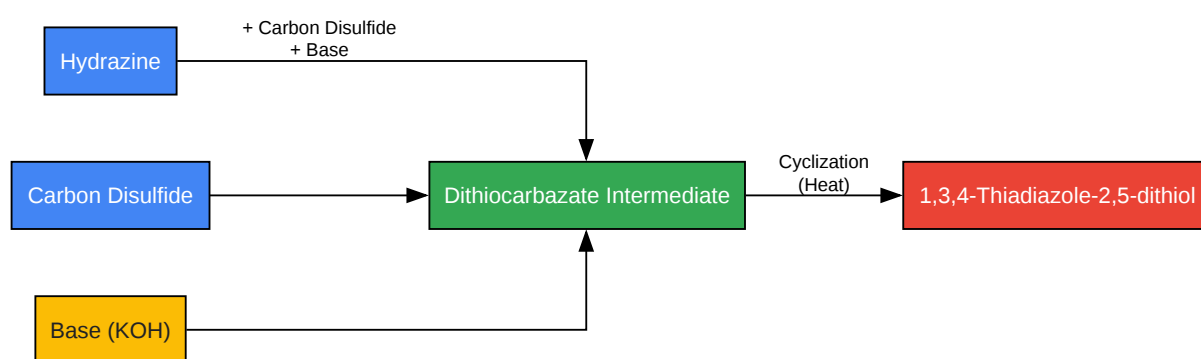 + Carbon Disulfide
+ Base
Hydrazine
Carbon Disulfide
Dithiocarbazate Intermediate
Cyclization
(Heat)
1,3,4-Thiadiazole-2,5-dithiol
Base (KOH)